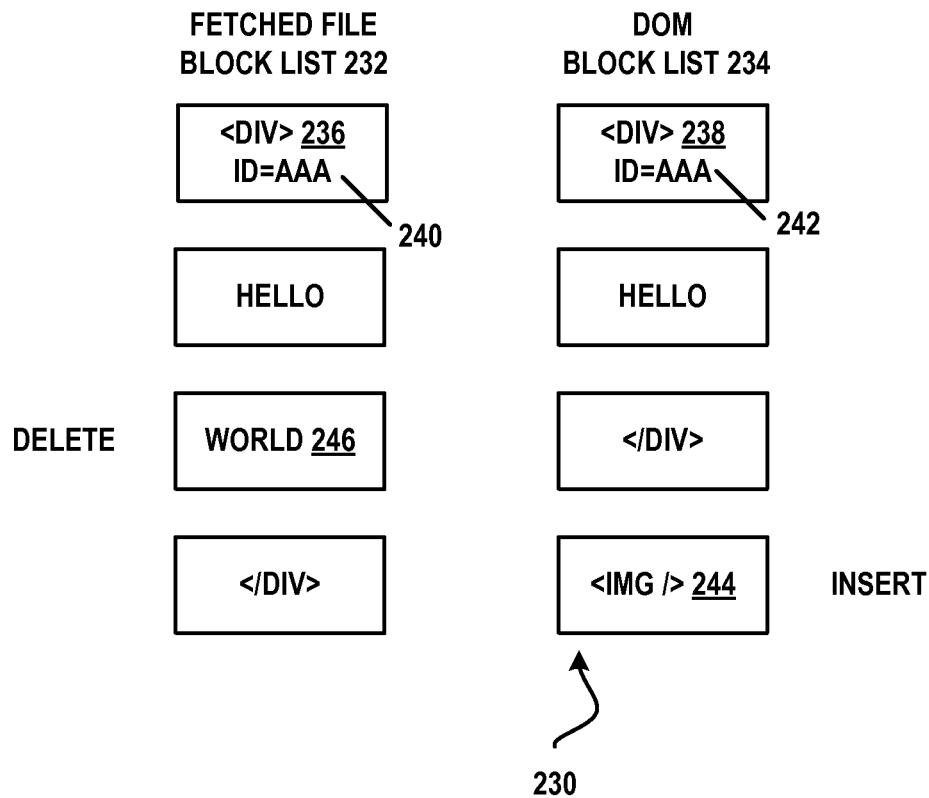 FETCHED FILE
BLOCK LIST 232
DOM
BLOCK LIST 234
<DIV> 236
ID=AAA
240
<DIV> 238
ID=AAA
242
HELLO
HELLO
DELETE
WORLD 246
</DIV>
</DIV>
<IMG /> 244
INSERT
230